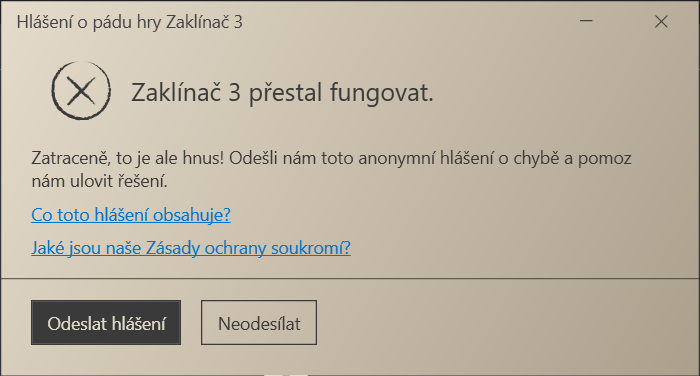 Hlášení o pádu hry Zaklínač 3
Zaklínač 3 přestal fungovat.
Zatraceně, to je ale hnus! Odešli nám toto anonymní hlášení o chybě a pomoz
nám ulovit řešení.
Co toto hlášení obsahuje?
Jaké jsou naše Zásady ochrany soukromí?
Odeslat hlášení
Neodesílat